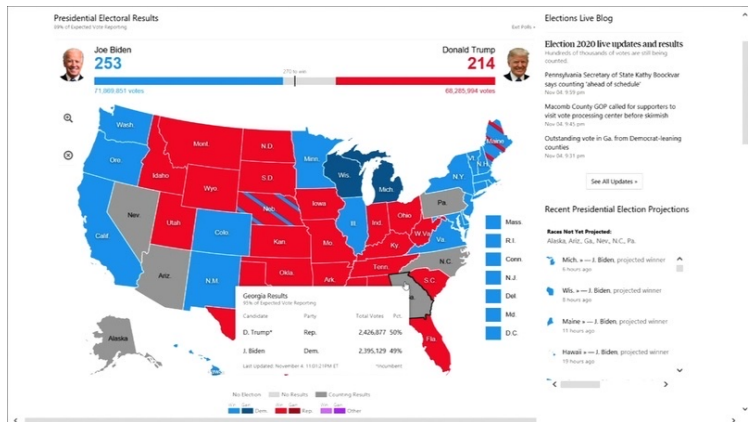 Presidential Electoral Results
Get Polls »
Joe Biden
Donald Trump
253
214
270 to win
71,869,851 votes
68,285,994 votes
Wash.
Ore.
Calif.
Nev.
Idaho
Mont.
Wyo.
Utah
Ariz.
Colo.
N.M.
N.D.
S.D.
Neb.
Kan.
Okla.
Minn.
Iowa
Mo.
Ark.
Wis.
Ill.
Mich.
Ind.
Ohio
Ky.
Tenn.
W.Va.
Va.
N.C.
S.C.
Fla.
Pa.
N.Y.
Vt.
N.H.
Maine
Alaska
Mass.
R.I.
Conn.
N.J.
Del.
Md.
D.C.
Georgia Results
95% of Expected Vote Reporting
Candidate Party Total Votes Pct.
D. Trump* Rep. 2,426,877 50%
J. Biden Dem. 2,395,129 49%
*Incumbent
No Election No Results Counting Results
Dem. Rep. Other
Elections Live Blog
Election 2020 live updates and results
Hundreds of thousands of votes are still being
counted.
Pennsylvania Secretary of State Kathy Boockvar
says counting 'ahead of schedule'
Nov 04, 9:59 pm
Macomb County GOP called for supporters to
visit vote processing center before skirmish
Nov 04, 9:45 pm
Outstanding vote in Ga. from Democrat-leaning
counties
Nov 04, 9:31 pm
See All Updates »
Recent Presidential Election Projections
Races Not Yet Projected:
Alaska, Ariz., Ga., Nev., N.C., Pa.
Mich. » — J. Biden, projected winner
6 hours ago
Wis. » — J. Biden, projected winner
Maine » — J. Biden, projected winner
11 hours ago
Hawaii » — J. Biden, projected winner
19 hours ago